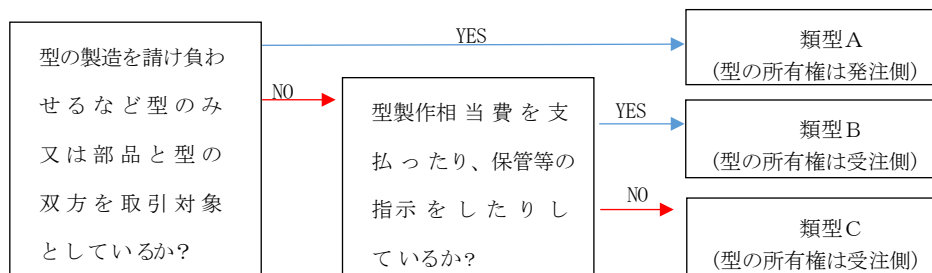 型の製造を請け負わ
せるなど型のみ
又は部品と型の
双方を取引対象
としているか?
YES
NO
型製作相当費を支
払ったり、保管等の
指示をしたりし
ているか?
YES
NO
類型A
(型の所有権は発注側)
類型B
(型の所有権は受注側)
類型C
(型の所有権は受注側)